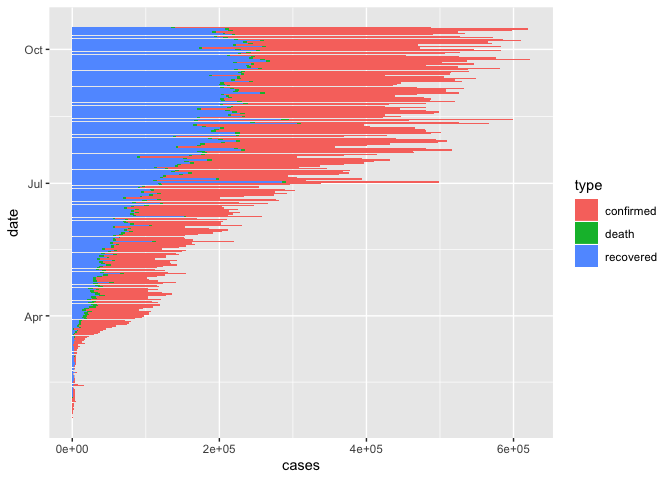 Oct
Jul
Apr
date
0e+00 2e+05 4e+05 6e+05
cases
type
confirmed
death
recovered